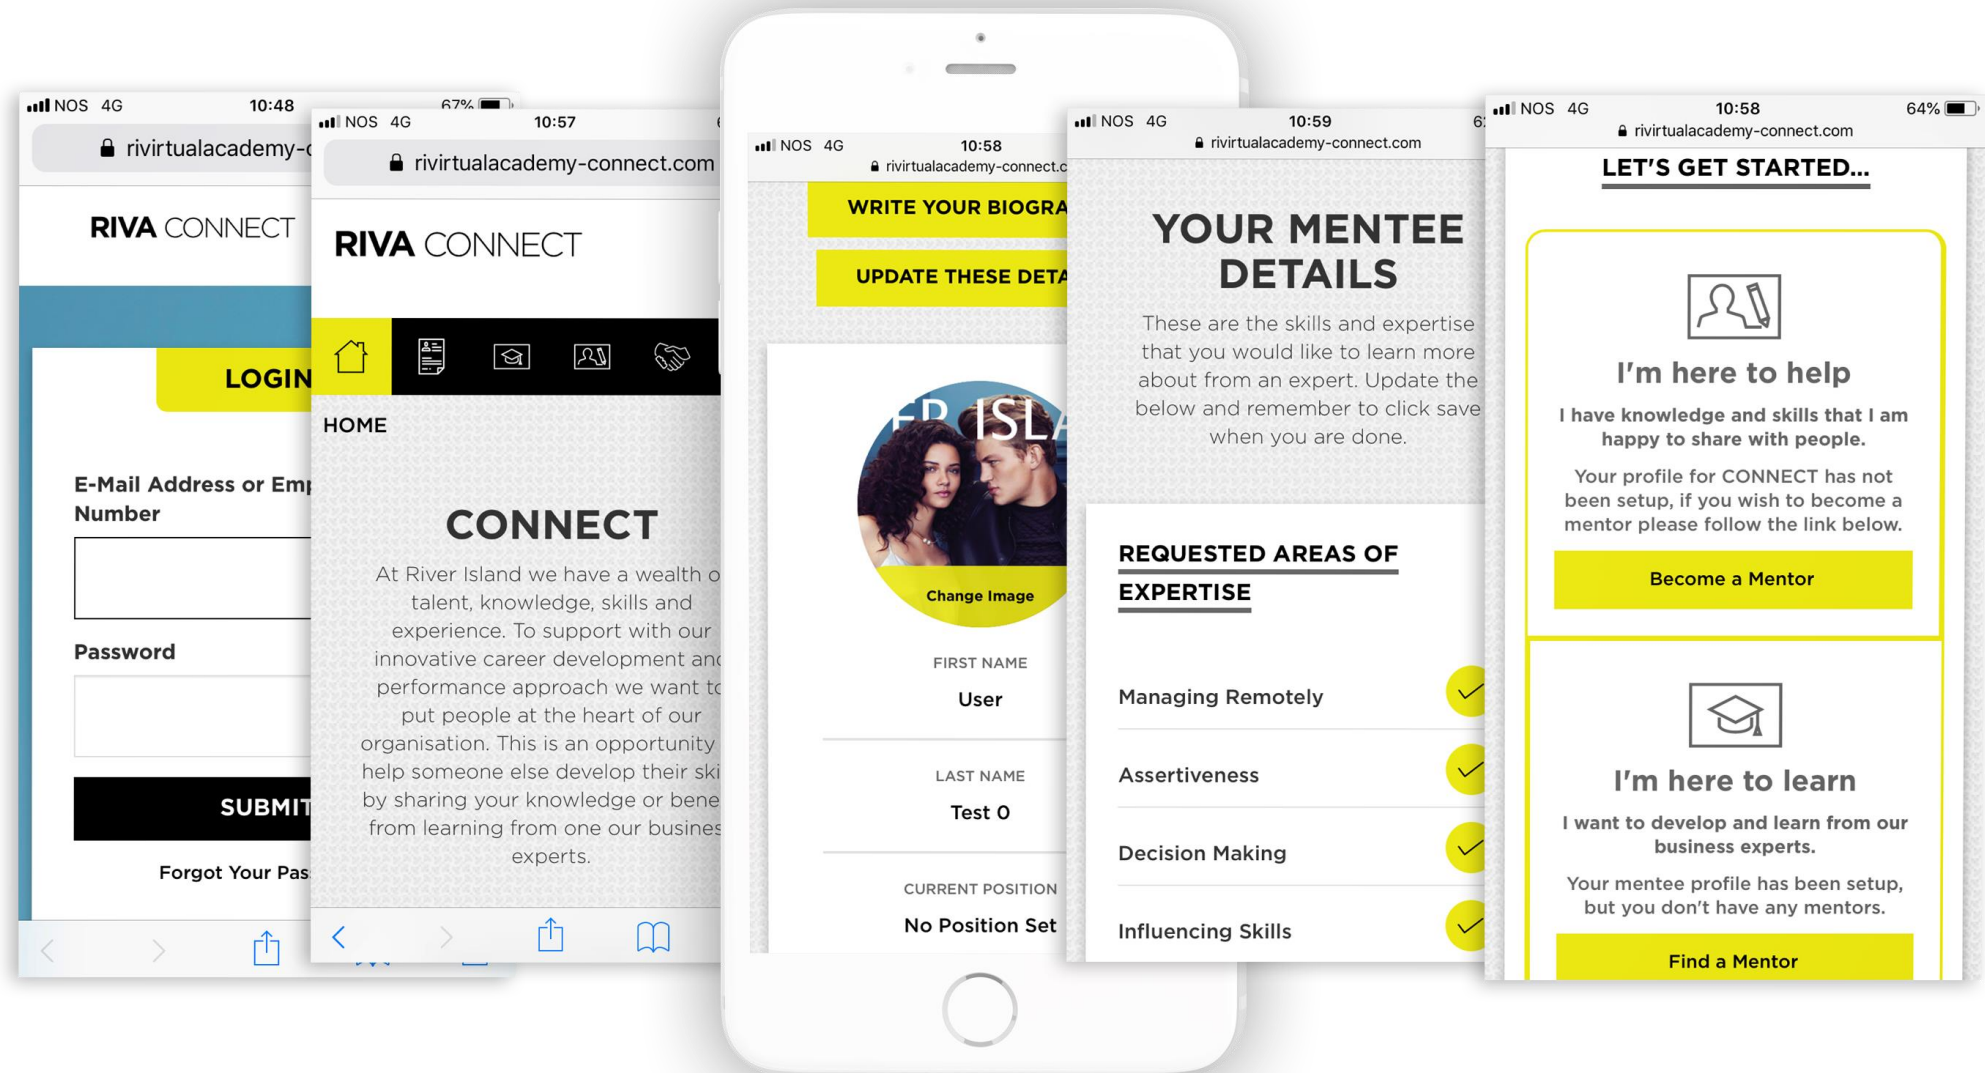 NOS 4G 10:48 67%
rivirtualacademy-c
RIVA CONNECT
LOGIN
E-Mail Address or Emp
Number
Password
SUBMIT
Forgot Your Pas
NOS 4G 10:57
rivirtualacademy-connect.com
RIVA CONNECT
HOME
CONNECT
At River Island we have a wealth o
talent, knowledge, skills and
experience. To support with our
innovative career development and
performance approach we want to
put people at the heart of our
organisation. This is an opportunity
help someone else develop their ski
by sharing your knowledge or bene
from learning from one our busines
experts.
NOS 4G 10:58
rivirtualacademy-connect.c
WRITE YOUR BIOGRA
UPDATE THESE DETA
ER ISLA
Change Image
FIRST NAME
User
LAST NAME
Test 0
CURRENT POSITION
No Position Set
NOS 4G 10:59
rivirtualacademy-connect.com
YOUR MENTEE
DETAILS
These are the skills and expertise
that you would like to learn more
about from an expert. Update the
below and remember to click save
when you are done.
REQUESTED AREAS OF
EXPERTISE
Managing Remotely
Assertiveness
Decision Making
Influencing Skills
NOS 4G 10:58 64%
rivirtualacademy-connect.com
LET'S GET STARTED...
I'm here to help
I have knowledge and skills that I am
happy to share with people.
Your profile for CONNECT has not
been setup, if you wish to become a
mentor please follow the link below.
Become a Mentor
I'm here to learn
I want to develop and learn from our
business experts.
Your mentee profile has been setup,
but you don't have any mentors.
Find a Mentor